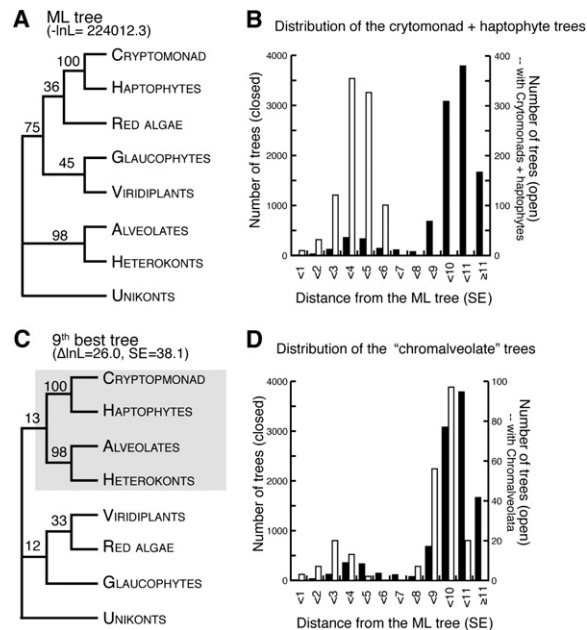 A
ML tree
(-lnL= 224012.3)
100
CRYPTOMONAD
36
HAPTOPHYTES
75
RED ALGAE
45
GLAUCOPHYTES
VIRIDIPLANTS
98
ALVEOLATES
HETEROKONTS
UNIKONTS
B
Distribution of the crytomonad + haptophyte trees
4000
3000
2000
1000
0
Number of trees (closed)
400
300
200
100
0
Number of trees (open)
-- with Crytomonads + haptophytes
<1 <2 <3 <4 <5 <6 <7 <8 <9 <10 <11 ≥11
Distance from the ML tree (SE)
C
9th best tree
(ΔlnL=26.0, SE=38.1)
100
CRYPTOPMONAD
13
HAPTOPHYTES
98
ALVEOLATES
HETEROKONTS
33
VIRIDIPLANTS
12
RED ALGAE
GLAUCOPHYTES
UNIKONTS
D
Distribution of the "chromalveolate" trees
4000
3000
2000
1000
0
Number of trees (closed)
100
80
60
40
20
0
Number of trees (open)
-- with Chromalveolata
<1 <2 <3 <4 <5 <6 <7 <8 <9 <10 <11 ≥11
Distance from the ML tree (SE)